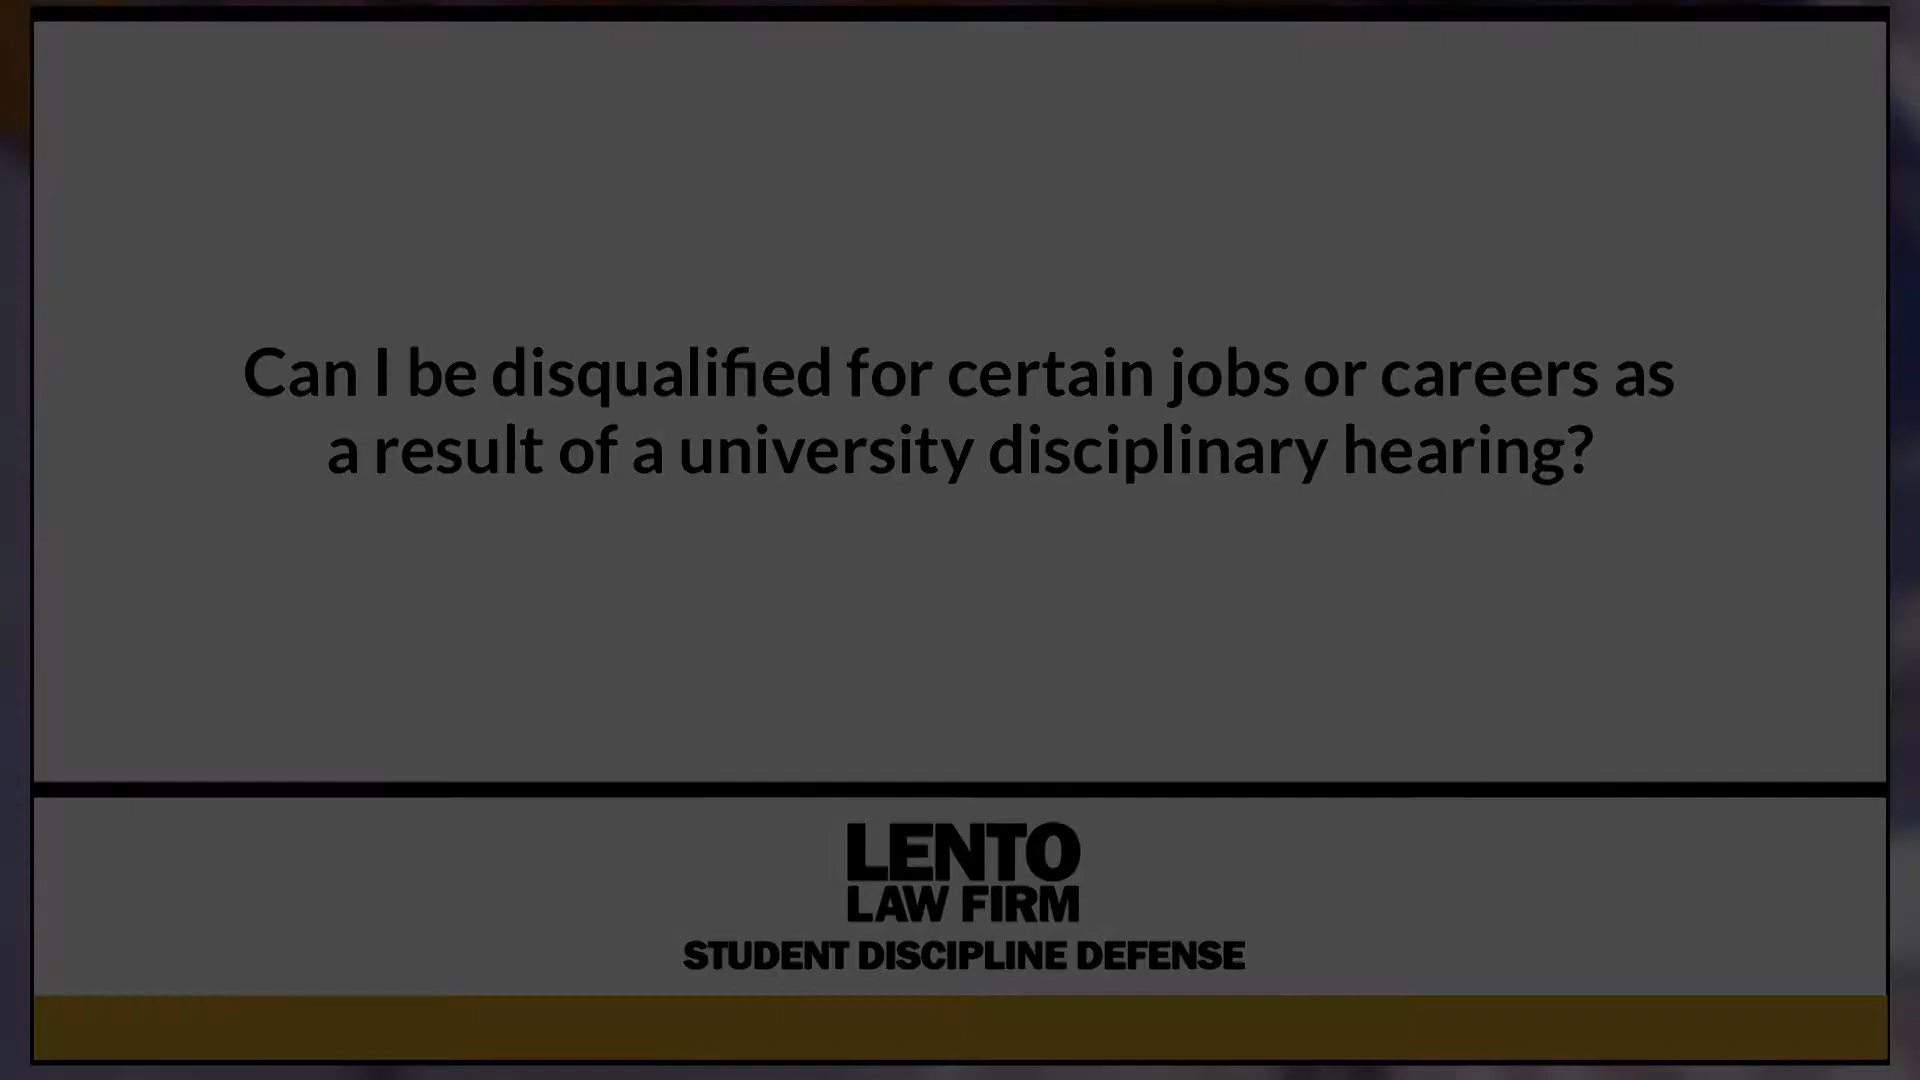 Can I be disqualified for certain jobs or careers as
a result of a university disciplinary hearing?
LENTO
LAW FIRM
STUDENT DISCIPLINE DEFENSE